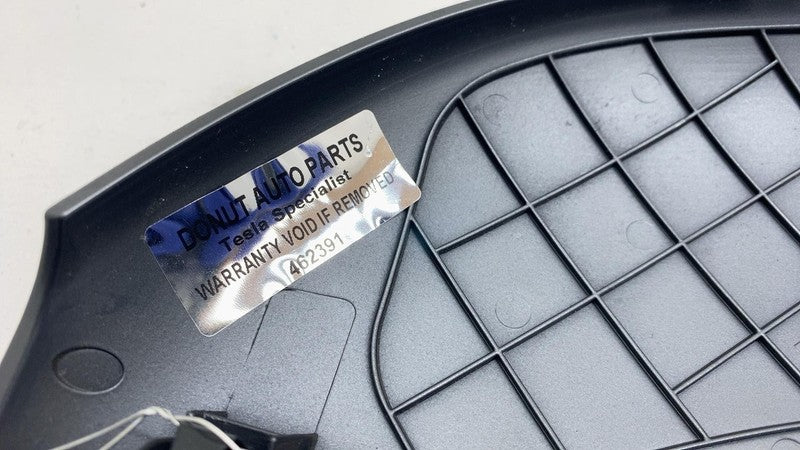 DONUT AUTO PARTS
Tesla Specialist
WARRANTY VOID IF REMOVED
462391